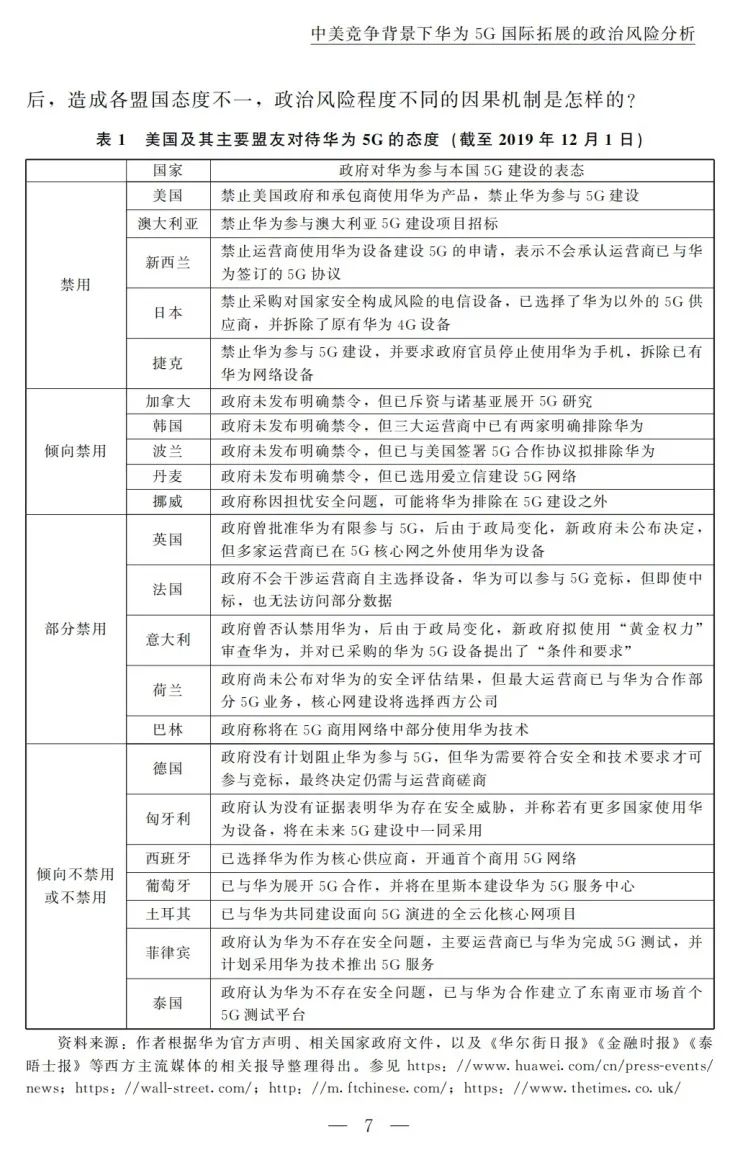 中美竞争背景下华为 5G 国际拓展的政治风险分析
后，造成各盟国态度不一，政治风险程度不同的因果机制是怎样的？
表 1 美国及其主要盟友对待华为 5G 的态度（截至 2019 年 12 月 1 日）
国家 政府对华为参与本国 5G 建设的表态
禁用
美国 禁止美国政府和承包商使用华为产品，禁止华为参与 5G 建设
澳大利亚 禁止华为参与澳大利亚 5G 建设项目招标
新西兰 禁止运营商使用华为设备建设 5G 的申请，表示不会承认运营商已与华
为签订的 5G 协议
日本 禁止采购对国家安全构成风险的电信设备，已选择了华为以外的 5G 供
应商，并拆除了原有华为 4G 设备
捷克 禁止华为参与 5G 建设，并要求政府官员停止使用华为手机，拆除已有
华为网络设备
倾向禁用
加拿大 政府未发布明确禁令，但已斥资与诺基亚展开 5G 研究
韩国 政府未发布明确禁令，但三大运营商中已有两家明确排除华为
波兰 政府未发布明确禁令，但已与美国签署 5G 合作协议拟排除华为
丹麦 政府未发布明确禁令，但已选用爱立信建设 5G 网络
挪威 政府称因担忧安全问题，可能将华为排除在 5G 建设之外
部分禁用
英国 政府曾批准华为有限参与 5G，后由于政局变化，新政府未公布决定，
但多家运营商已在 5G 核心网之外使用华为设备
法国 政府不会干涉运营商自主选择设备，华为可以参与 5G 竞标，但即使中
标，也无法访问部分数据
意大利 政府曾否认禁用华为，后由于政局变化，新政府拟使用“黄金权力”
审查华为，并对已采购的华为 5G 设备提出了“条件和要求”
荷兰 政府尚未公布对华为的安全评估结果，但最大运营商已与华为合作部
分 5G 业务，核心网建设将选择西方公司
巴林 政府称将在 5G 商用网络中部分使用华为技术
倾向不禁用
或不禁用
德国 政府没有计划阻止华为参与 5G，但华为需要符合安全和技术要求才可
参与竞标，最终决定仍需与运营商磋商
匈牙利 政府认为没有证据表明华为存在安全威胁，并称若有更多国家使用华
为设备，将在未来 5G 建设中一同采用
西班牙 已选择华为作为核心供应商，开通首个商用 5G 网络
葡萄牙 已与华为展开 5G 合作，并将在里斯本建设华为 5G 服务中心
土耳其 已与华为共同建设面向 5G 演进的全云化核心网项目
菲律宾 政府认为华为不存在安全问题，主要运营商已与华为完成 5G 测试，并
计划采用华为技术推出 5G 服务
泰国 政府认为华为不存在安全问题，已与华为合作建立了东南亚市场首个
5G 测试平台
资料来源：作者根据华为官方声明、相关国家政府文件，以及《华尔街日报》《金融时报》《泰
晤士报》等西方主流媒体的相关报导整理得出。参见 https：//www.huawei.com/cn/press-events/
news；https：//wall-street.com/；http：//m.ftchinese.com/；https：//www.thetimes.co.uk/
— 7 —